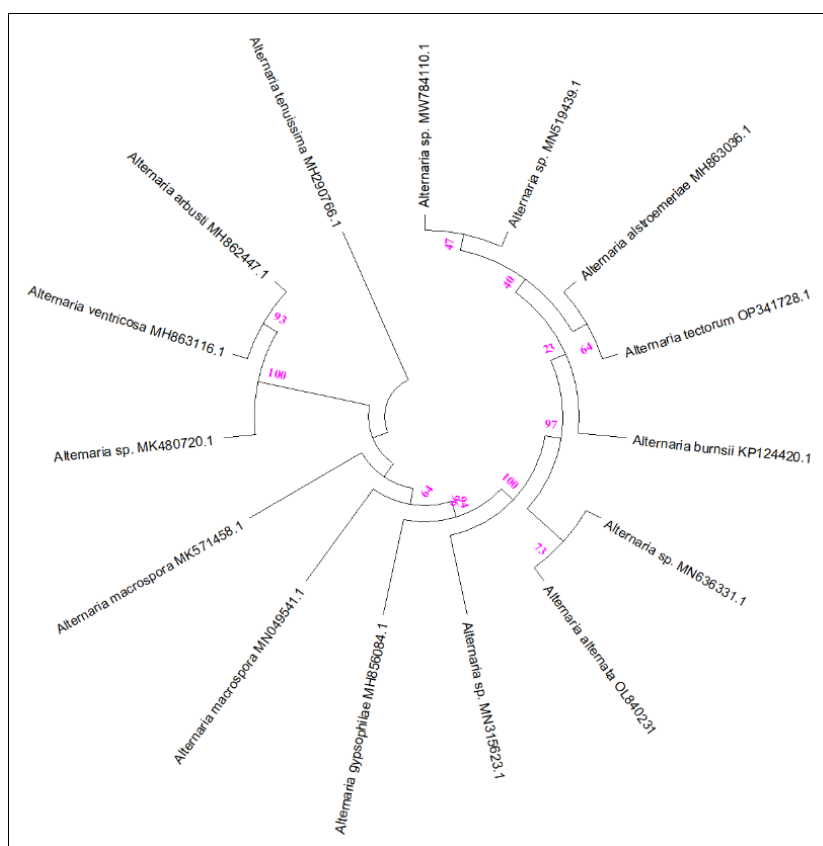 Alternaria sp. MW784110.1
Alternaria sp. MN519439.1
Alternaria alstroemeriae MH863036.1
Alternaria tectorum OP341728.1
Alternaria burnsii KP124420.1
Alternaria sp. MN636331.1
Alternaria alternata OL840231
Alternaria sp. MN315623.1
Alternaria gypsophilae MH856084.1
Alternaria macrospora MN049541.1
Alternaria macrospora MK571458.1
Alternaria sp. MK480720.1
Alternaria ventricosa MH863116.1
Alternaria arbusti MH862447.1
Alternaria tenuissima MH290766.1
47
40
64
23
97
73
100
94
64
100
93